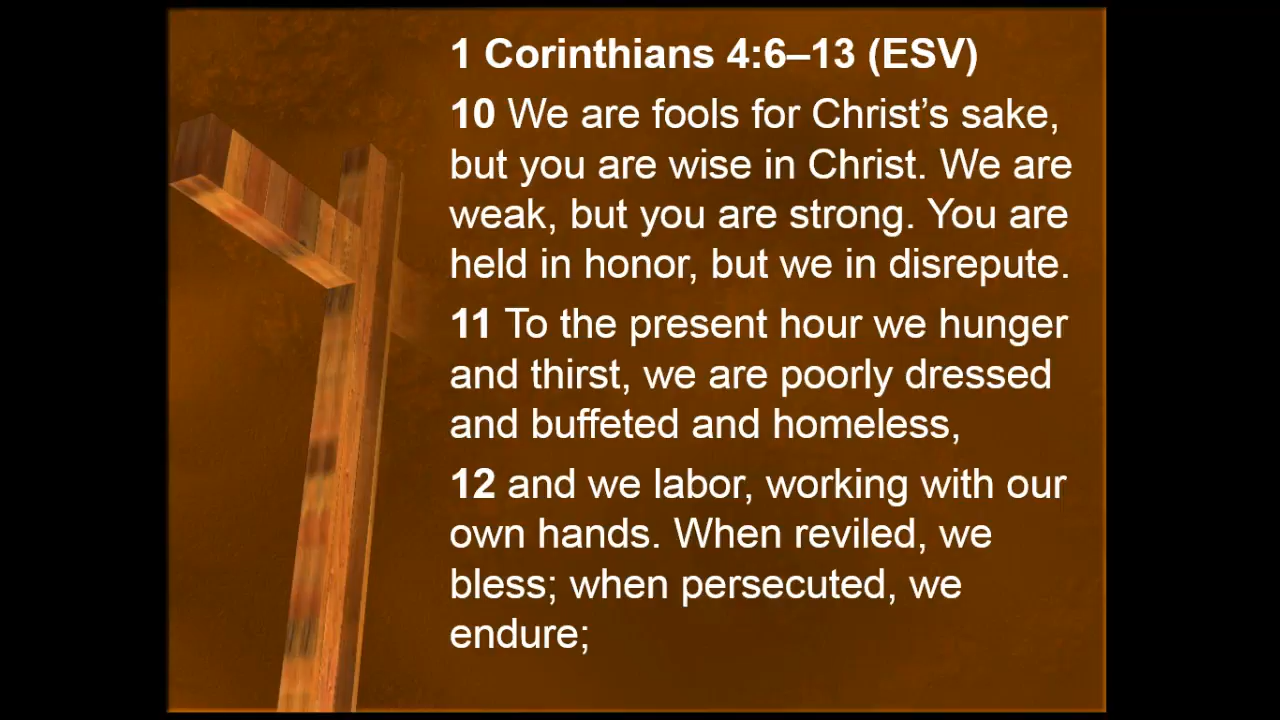 1 Corinthians 4:6–13 (ESV)
10 We are fools for Christ’s sake,
but you are wise in Christ. We are
weak, but you are strong. You are
held in honor, but we in disrepute.
11 To the present hour we hunger
and thirst, we are poorly dressed
and buffeted and homeless,
12 and we labor, working with our
own hands. When reviled, we
bless; when persecuted, we
endure;